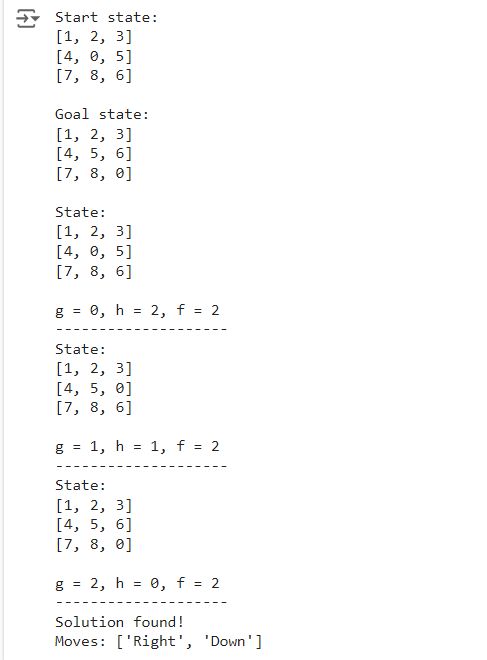 Start state:
[1, 2, 3]
[4, 0, 5]
[7, 8, 6]
Goal state:
[1, 2, 3]
[4, 5, 6]
[7, 8, 0]
State:
[1, 2, 3]
[4, 0, 5]
[7, 8, 6]
g = 0, h = 2, f = 2
--------------------
State:
[1, 2, 3]
[4, 5, 0]
[7, 8, 6]
g = 1, h = 1, f = 2
--------------------
State:
[1, 2, 3]
[4, 5, 6]
[7, 8, 0]
g = 2, h = 0, f = 2
--------------------
Solution found!
Moves: ['Right', 'Down']